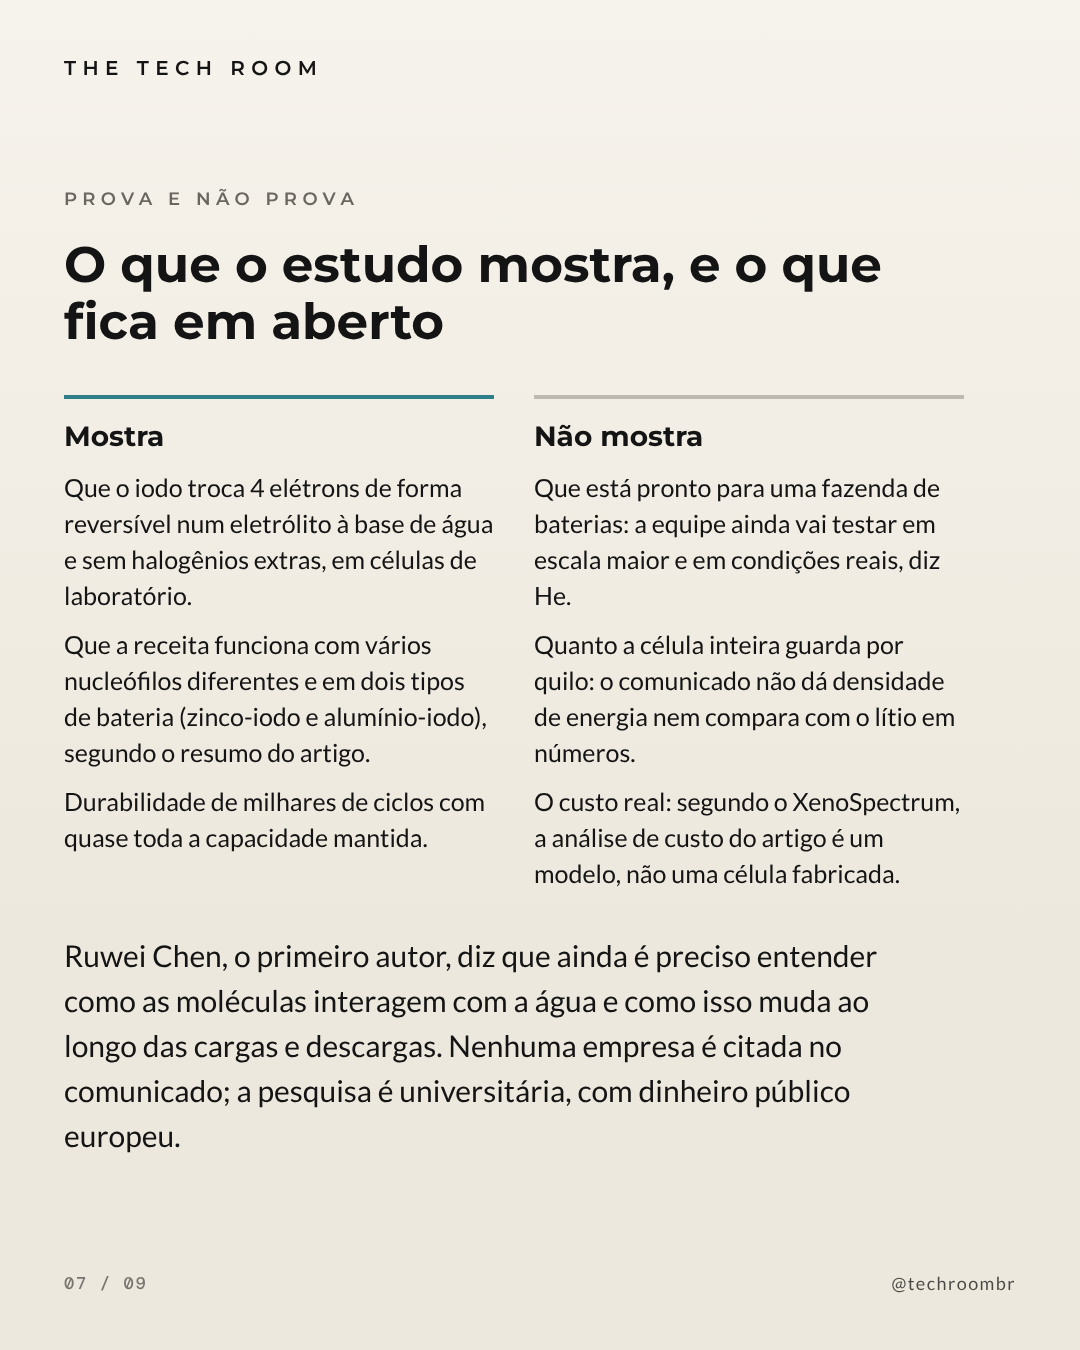 THE TECH ROOM
PROVA E NÃO PROVA
O que o estudo mostra, e o que
fica em aberto
Mostra
Que o iodo troca 4 elétrons de forma
reversível num eletrólito à base de água
e sem halogênios extras, em células de
laboratório.
Que a receita funciona com vários
nucleófilos diferentes e em dois tipos
de bateria (zinco-iodo e alumínio-iodo),
segundo o resumo do artigo.
Durabilidade de milhares de ciclos com
quase toda a capacidade mantida.
Não mostra
Que está pronto para uma fazenda de
baterias: a equipe ainda vai testar em
escala maior e em condições reais, diz
He.
Quanto a célula inteira guarda por
quilo: o comunicado não dá densidade
de energia nem compara com o lítio em
números.
O custo real: segundo o XenoSpectrum,
a análise de custo do artigo é um
modelo, não uma célula fabricada.
Ruwei Chen, o primeiro autor, diz que ainda é preciso entender
como as moléculas interagem com a água e como isso muda ao
longo das cargas e descargas. Nenhuma empresa é citada no
comunicado; a pesquisa é universitária, com dinheiro público
europeu.
07 / 09
@techroombr